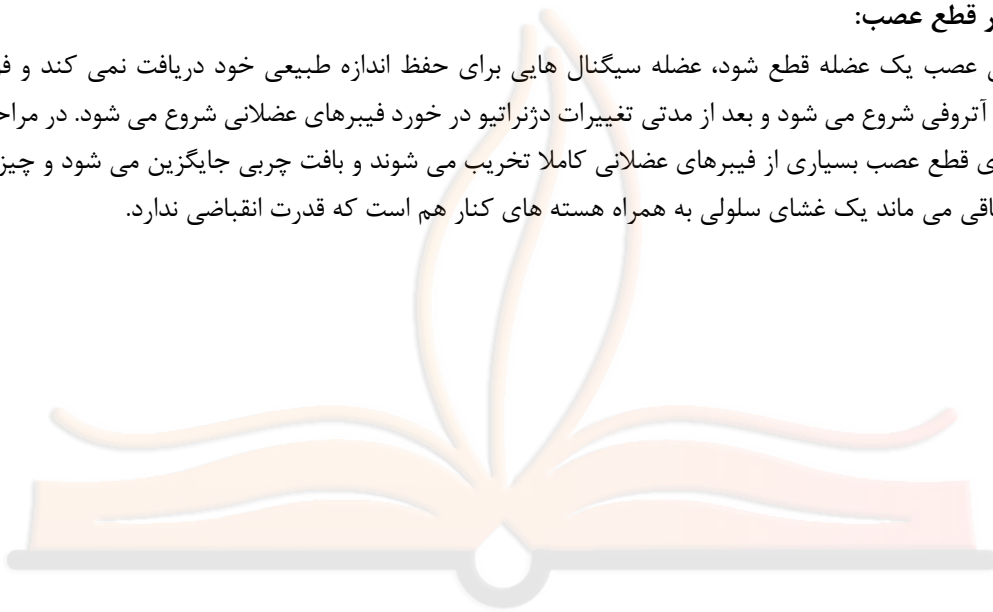 ر قطع عصب:
عصب یک عضله قطع شود، عضله سیگنال هایی برای حفظ اندازه طبیعی خود دریافت نمی کند و
آتروفی شروع می شود و بعد از مدتی تغییرات دژنراتیو در خورد فیبرهای عضلانی شروع می شود. در
ی قطع عصب بسیاری از فیبرهای عضلانی کاملا تخریب می شوند و بافت چربی جایگزین می شود و چیز
اقی می ماند یک غشای سلولی به همراه هسته های کنار هم است که قدرت انقباضی ندارد.